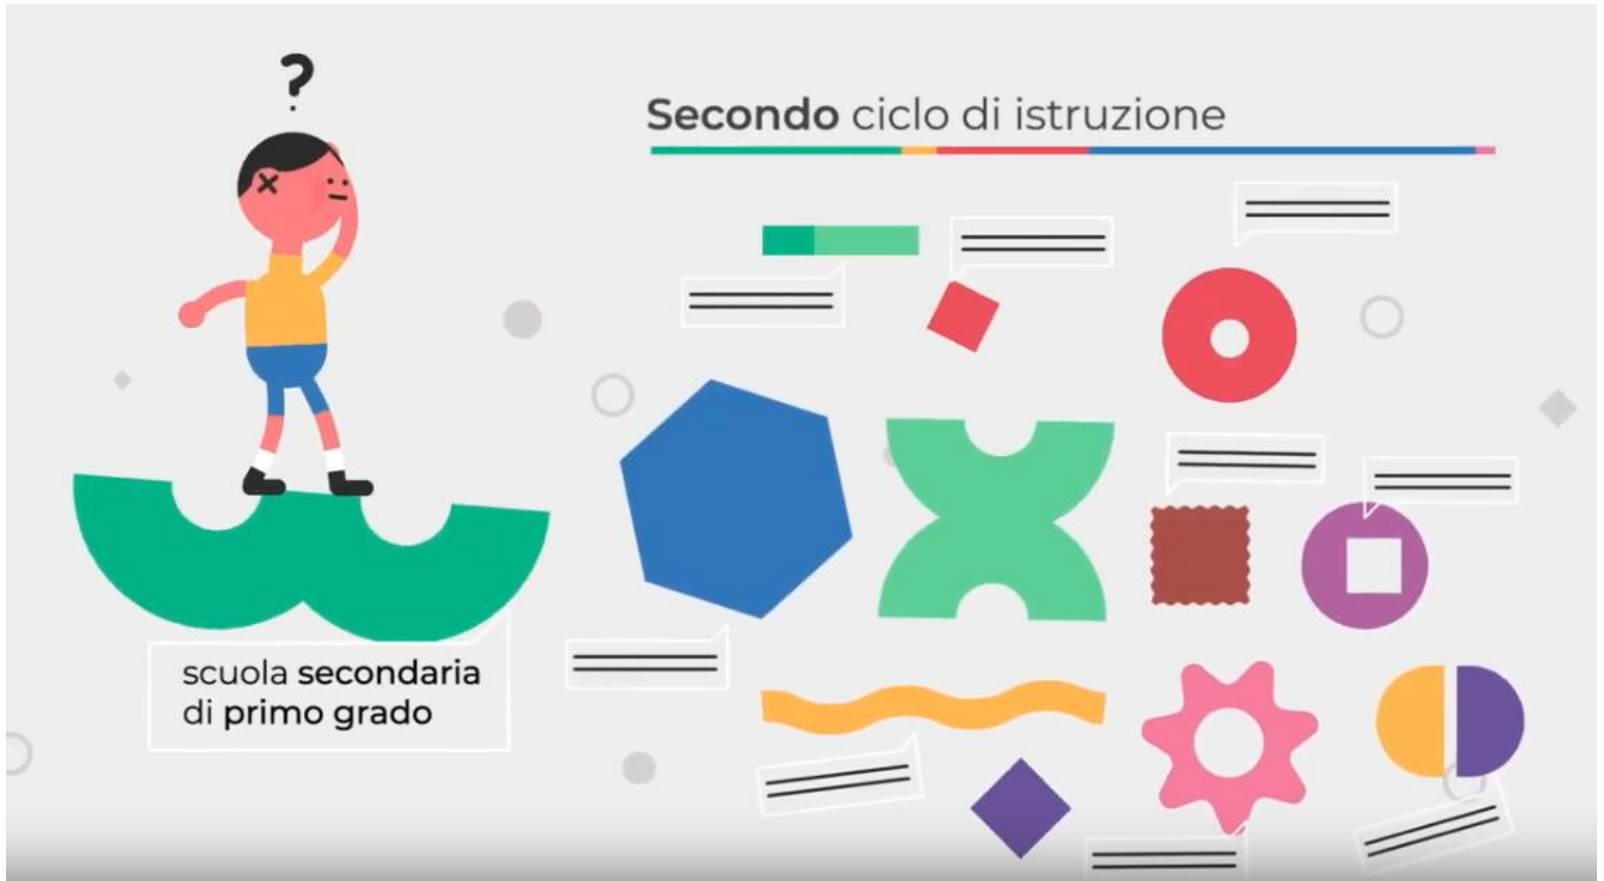 ?
Secondo ciclo di istruzione
scuola secondaria
di primo grado